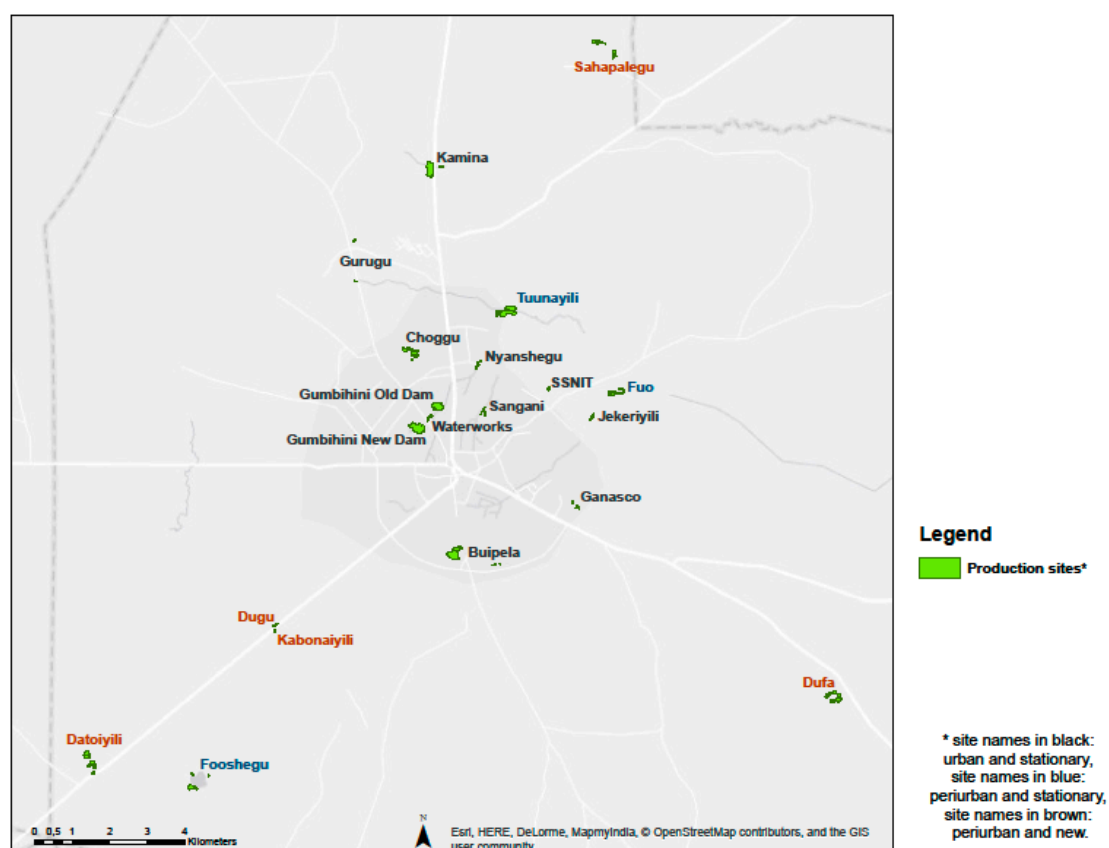 Sahapalegu
Kamina
Gurugu
Tuunayili
Choggu
Nyanshegu
SSNIT
Fuo
Gumbihini Old Dam
Sangani
Jekeriyili
Waterworks
Gumbihini New Dam
Ganasco
Buipela
Dugu
Kabonaiyili
Dufa
Datoiyili
Fooshegu
0 0,5 1 2 3 4
Kilometers
N
Esri, HERE, DeLorme, MapmyIndia, © OpenStreetMap contributors, and the GIS
user community
Legend
Production sites*
* site names in black:
urban and stationary,
site names in blue:
periurban and stationary,
site names in brown:
periurban and new.